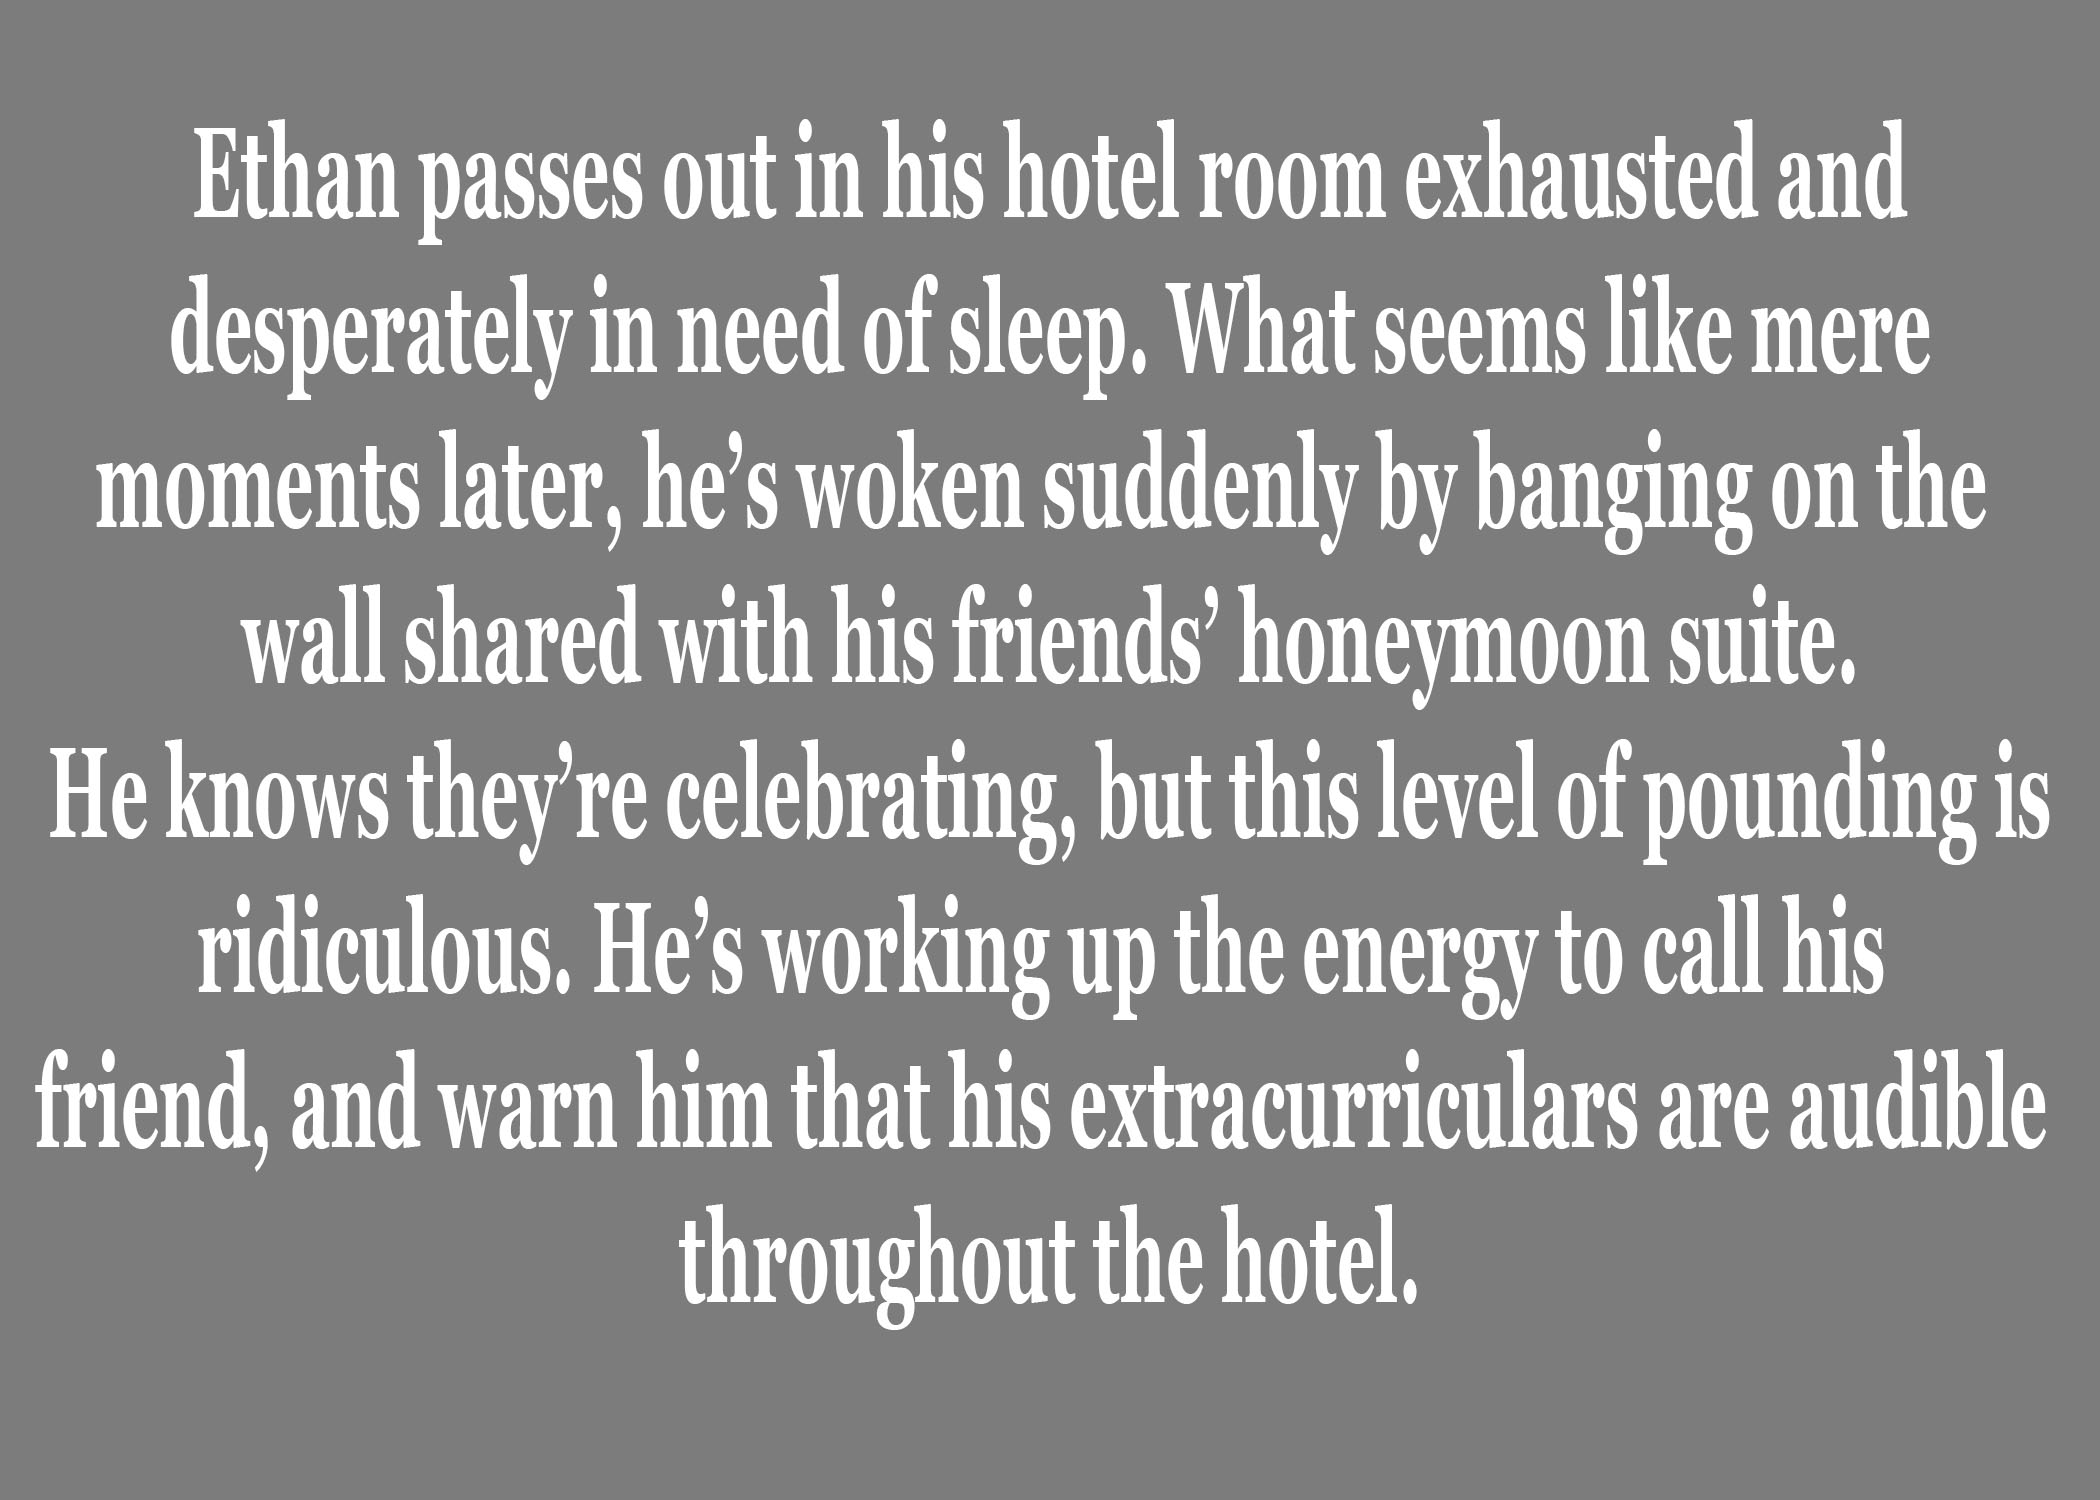 Ethan passes out in his hotel room exhausted and
desperately in need of sleep. What seems like mere
moments later, he’s woken suddenly by banging on the
wall shared with his friends’ honeymoon suite.
He knows they’re celebrating, but this level of pounding is
ridiculous. He’s working up the energy to call his
friend, and warn him that his extracurriculars are audible
throughout the hotel.